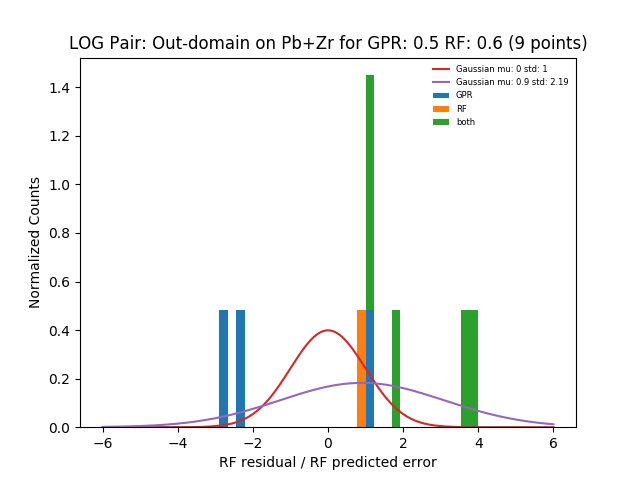 LOG Pair: Out-domain on Pb+Zr for GPR: 0.5 RF: 0.6 (9 points)
Gaussian mu: 0 std: 1
Gaussian mu: 0.9 std: 2.19
GPR
RF
both
Normalized Counts
1.4
1.2
1.0
0.8
0.6
0.4
0.2
0.0
−6 −4 −2 0 2 4 6
RF residual / RF predicted error